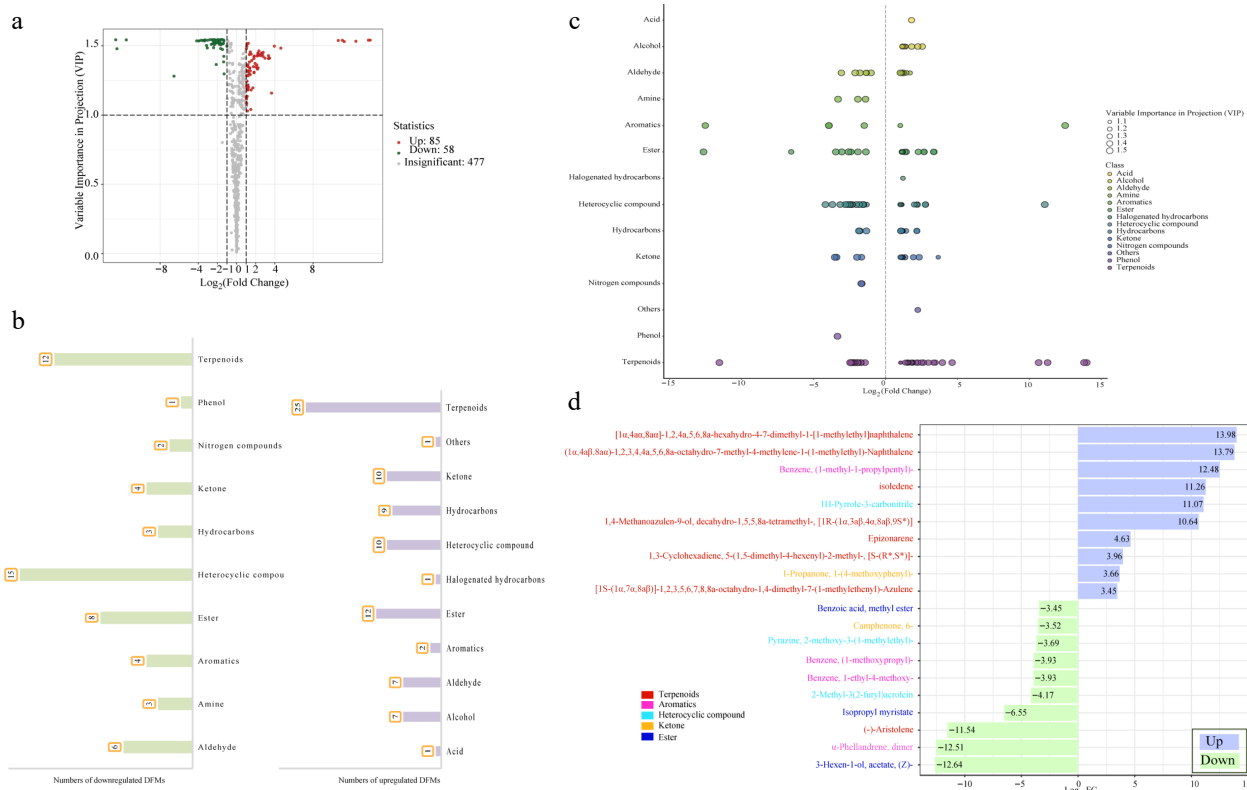 a
Variable Importance in Projection (VIP)
1.5
1.0
0.5
0.0
−8
−4
−2
−1
0
1
2
4
8
Log2(Fold Change)
Statistics
Up: 85
Down: 58
Insignificant: 477
b
12
Terpenoids
1
Phenol
2
Nitrogen compounds
4
Ketone
3
Hydrocarbons
15
Heterocyclic compou
8
Ester
4
Aromatics
3
Amine
6
Aldehyde
Numbers of downregulated DFMs
25
Terpenoids
1
Others
10
Ketone
9
Hydrocarbons
10
Heterocyclic compound
1
Halogenated hydrocarbons
12
Ester
2
Aromatics
7
Aldehyde
7
Alcohol
1
Acid
Numbers of upregulated DFMs
c
Acid
Alcohol
Aldehyde
Amine
Aromatics
Ester
Halogenated hydrocarbons
Heterocyclic compound
Hydrocarbons
Ketone
Nitrogen compounds
Others
Phenol
Terpenoids
−15
−10
−5
0
5
10
15
Log2(Fold Change)
Variable Importance in Projection (VIP)
1.1
1.2
1.3
1.4
1.5
Class
Acid
Alcohol
Aldehyde
Amine
Aromatics
Ester
Halogenated hydrocarbons
Heterocyclic compound
Hydrocarbons
Ketone
Nitrogen compounds
Others
Phenol
Terpenoids
d
[1α,4aα,8aα]-1,2,4a,5,6,8a-hexahydro-4-7-dimethyl-1-[1-methylethyl]naphthalene 13.98
(1α,4aβ,8aα)-1,2,3,4,4a,5,6,8a-octahydro-7-methyl-4-methylene-1-(1-methylethyl)-Naphthalene 13.79
Benzene, (1-methyl-1-propylpentyl)- 12.48
isoledene 11.26
1H-Pyrrole-3-carbonitrile 11.07
1,4-Methanoazulen-9-ol, decahydro-1,5,5,8a-tetramethyl-, [1R-(1α,3aβ,4α,8aβ,9S*)] 10.64
Epizonarene 4.63
1,3-Cyclohexadiene, 5-(1,5-dimethyl-4-hexenyl)-2-methyl-, [S-(R*,S*)]- 3.96
1-Propanone, 1-(4-methoxyphenyl)- 3.66
[1S-(1α,7α,8aβ)]-1,2,3,5,6,7,8,8a-octahydro-1,4-dimethyl-7-(1-methylethenyl)-Azulene 3.45
Benzoic acid, methyl ester −3.45
Camphenone, 6- −3.52
Pyrazine, 2-methoxy-3-(1-methylethyl)- −3.69
Benzene, (1-methoxypropyl)- −3.93
Benzene, 1-ethyl-4-methoxy- −3.93
2-Methyl-3(2-furyl)acrolein −4.17
Isopropyl myristate −6.55
(-)-Aristolene −11.54
α-Phellandrene, dimer −12.51
3-Hexen-1-ol, acetate, (Z)- −12.64
Terpenoids
Aromatics
Heterocyclic compound
Ketone
Ester
Up
Down
−10
−5
0
5
10